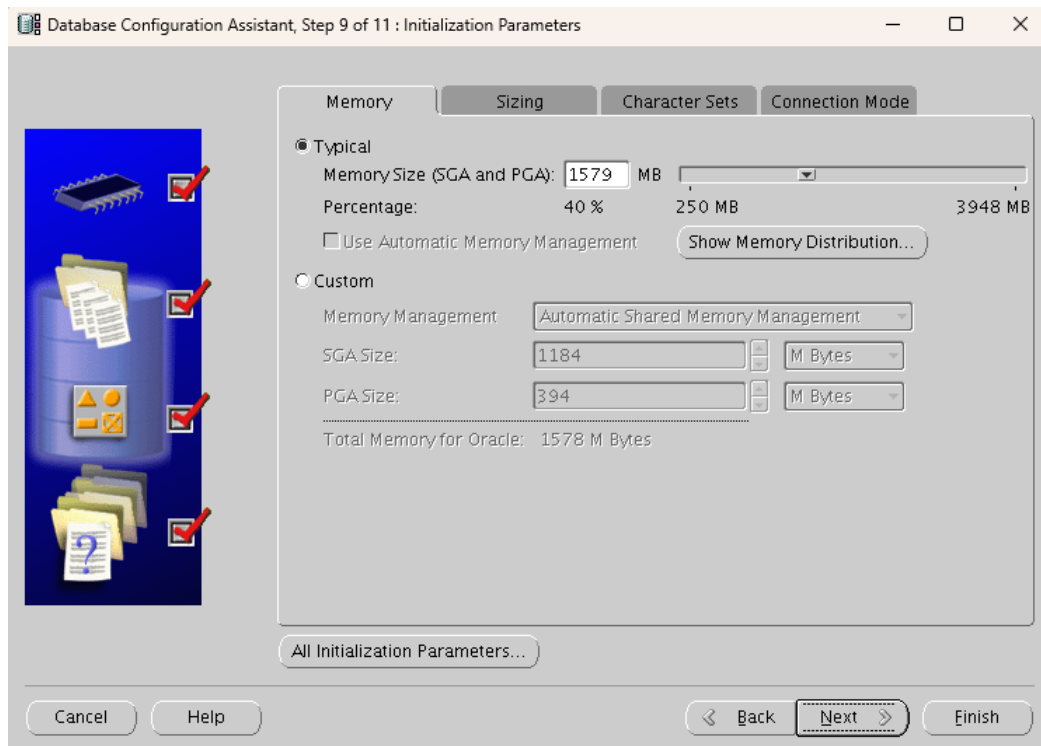 Database Configuration Assistant, Step 9 of 11 : Initialization Parameters
Memory Sizing Character Sets Connection Mode
Typical
Memory Size (SGA and PGA): 1579 MB
Percentage: 40 % 250 MB 3948 MB
Use Automatic Memory Management Show Memory Distribution...
Custom
Memory Management Automatic Shared Memory Management
SGA Size: 1184 M Bytes
PGA Size: 394 M Bytes
Total Memory for Oracle: 1578 M Bytes
?
All Initialization Parameters...
Cancel Help Back Next Finish